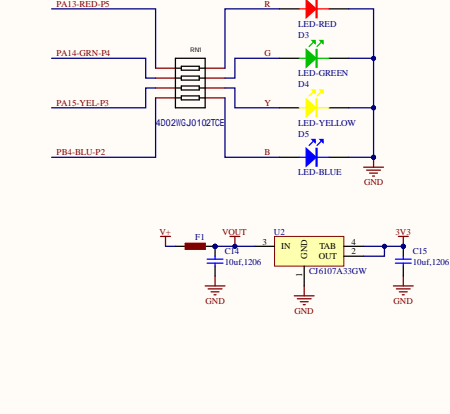 PA13-RED-P5
R
LED-RED
D3
PA14-GRN-P4
RN1
G
LED-GREEN
D4
PA15-YEL-P3
Y
4D02WGJ0102TCE
LED-YELLOW
D5
PB4-BLU-P2
B
LED-BLUE
GND
V+
F1
VOUT
U2
3V3
3
IN
GND
TAB
OUT
4
2
C14
10uf,1206
C15
10uf,1206
1
CJ6107A33GW
GND
GND
GND